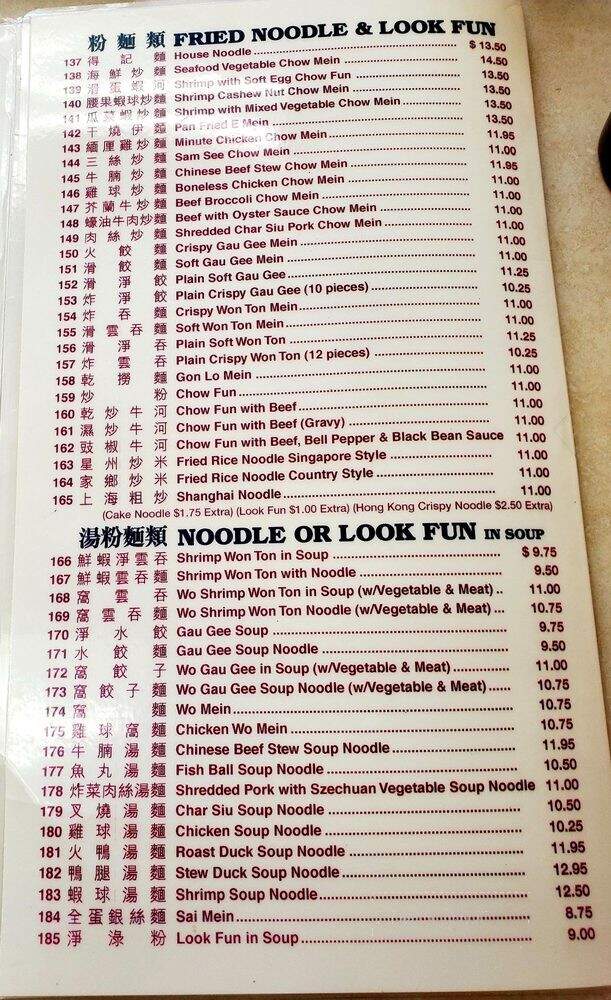 粉麵類 FRIED NOODLE & LOOK FUN
137 得記麵 House Noodle $13.50
138 海鮮炒麵 Seafood Vegetable Chow Mein 14.50
139 滑蛋蝦河 Shrimp with Soft Egg Chow Fun 13.50
140 腰果蝦球炒麵 Shrimp Cashew Nut Chow Mein 13.50
141 瓜菜蝦炒麵 Shrimp with Mixed Vegetable Chow Mein 13.50
142 干燒伊麵 Pan Fried E Mein 13.50
143 緬厘雞炒麵 Minute Chicken Chow Mein 11.95
144 三絲炒麵 Sam See Chow Mein 11.00
145 牛腩炒麵 Chinese Beef Stew Chow Mein 11.95
146 雞球炒麵 Boneless Chicken Chow Mein 11.00
147 芥蘭牛炒麵 Beef Broccoli Chow Mein 11.00
148 蠔油牛肉炒麵 Beef with Oyster Sauce Chow Mein 11.00
149 肉絲炒麵 Shredded Char Siu Pork Chow Mein 11.00
150 火餃麵 Crispy Gau Gee Mein 11.00
151 滑餃麵 Soft Gau Gee Mein 11.00
152 滑淨餃 Plain Soft Gau Gee 11.25
153 炸淨餃 Plain Crispy Gau Gee (10 pieces) 10.25
154 炸吞麵 Crispy Won Ton Mein 11.00
155 滑雲吞麵 Soft Won Ton Mein 11.00
156 滑淨吞 Plain Soft Won Ton 11.25
157 炸雲吞 Plain Crispy Won Ton (12 pieces) 10.25
158 乾撈麵 Gon Lo Mein 11.00
159 炒粉 Chow Fun 11.00
160 乾炒牛河 Chow Fun with Beef 11.00
161 濕炒牛河 Chow Fun with Beef (Gravy) 11.00
162 豉椒牛河 Chow Fun with Beef, Bell Pepper & Black Bean Sauce 11.00
163 星州炒米 Fried Rice Noodle Singapore Style 11.00
164 家鄉炒米 Fried Rice Noodle Country Style 11.00
165 上海粗炒 Shanghai Noodle 11.00
(Cake Noodle $1.75 Extra) (Look Fun $1.00 Extra) (Hong Kong Crispy Noodle $2.50 Extra)
湯粉麵類 NOODLE OR LOOK FUN IN SOUP
166 鮮蝦淨雲吞 Shrimp Won Ton in Soup $9.75
167 鮮蝦雲吞麵 Shrimp Won Ton with Noodle 9.50
168 窩雲吞 Wo Shrimp Won Ton in Soup (w/Vegetable & Meat) 11.00
169 窩雲吞麵 Wo Shrimp Won Ton Noodle (w/Vegetable & Meat) 10.75
170 淨水餃 Gau Gee Soup 9.75
171 水餃麵 Gau Gee Soup Noodle 9.50
172 窩餃子 Wo Gau Gee in Soup (w/Vegetable & Meat) 11.00
173 窩餃子麵 Wo Gau Gee Soup Noodle (w/Vegetable & Meat) 10.75
174 窩麵 Wo Mein 10.75
175 雞球窩麵 Chicken Wo Mein 10.75
176 牛腩湯麵 Chinese Beef Stew Soup Noodle 11.95
177 魚丸湯麵 Fish Ball Soup Noodle 10.50
178 炸菜肉絲湯麵 Shredded Pork with Szechuan Vegetable Soup Noodle 11.00
179 叉燒湯麵 Char Siu Soup Noodle 10.50
180 雞球湯麵 Chicken Soup Noodle 10.25
181 火鴨湯麵 Roast Duck Soup Noodle 11.95
182 鴨腿湯麵 Stew Duck Soup Noodle 12.95
183 蝦球湯麵 Shrimp Soup Noodle 12.50
184 全蛋銀絲麵 Sai Mein 8.75
185 淨淥粉 Look Fun in Soup 9.00